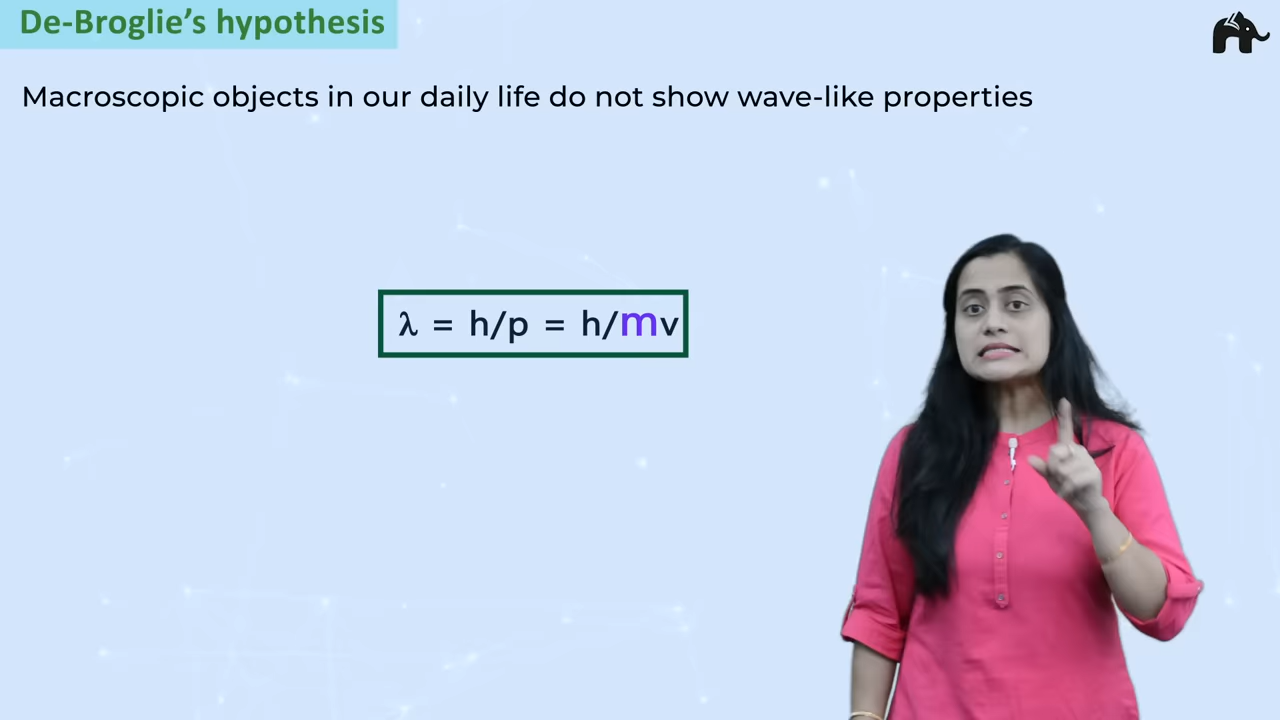 De-Broglie’s hypothesis
Macroscopic objects in our daily life do not show wave-like properties
λ = h/p = h/mv